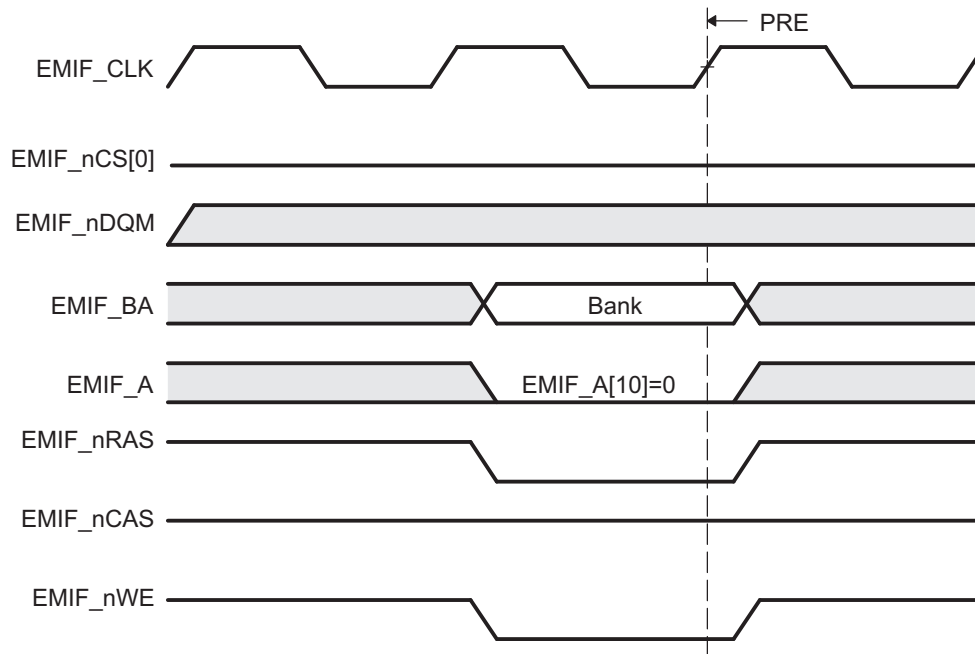 PRE
EMIF_CLK
EMIF_nCS[0]
EMIF_nDQM
EMIF_BA Bank
EMIF_A EMIF_A[10]=0
EMIF_nRAS
EMIF_nCAS
EMIF_nWE